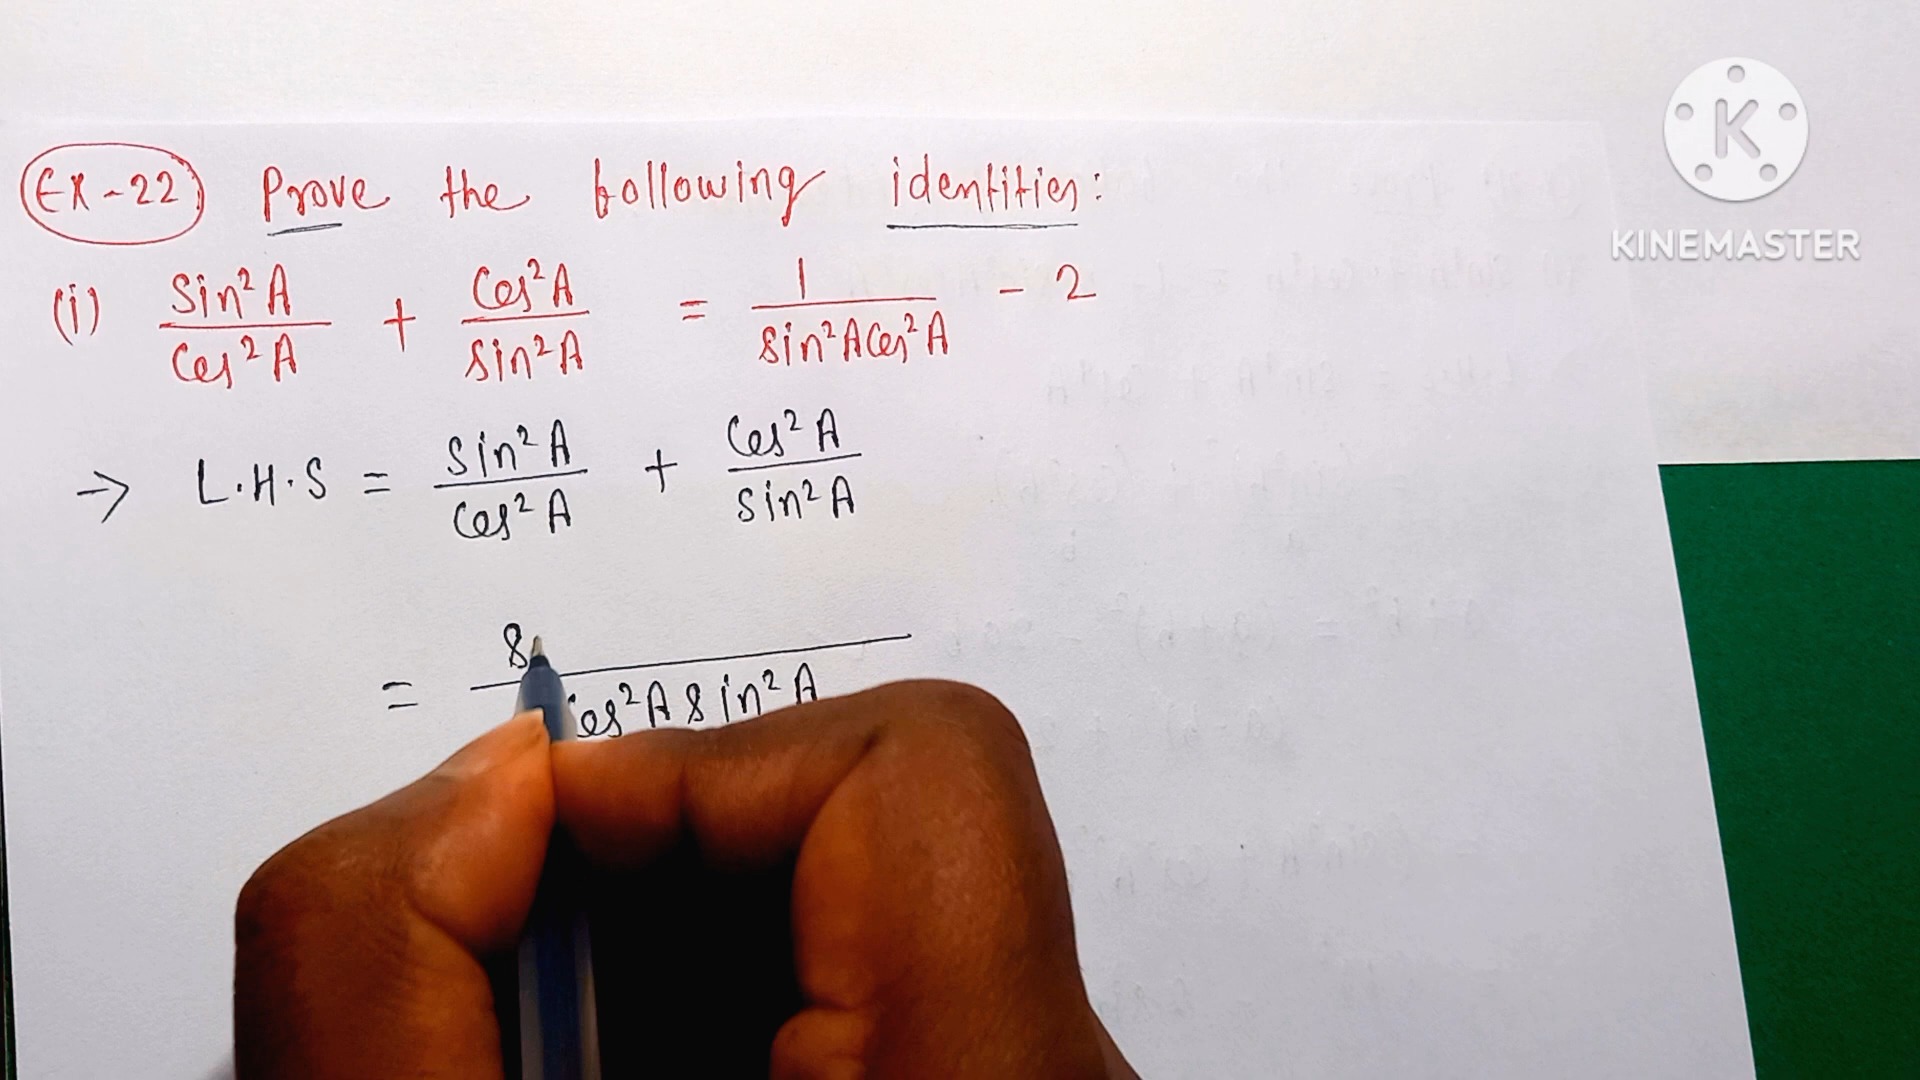 Ex-22 Prove the following identities:
(i) Sin²A/Cos²A + Cos²A/Sin²A = 1/Sin²ACos²A - 2
→ L.H.S = Sin²A/Cos²A + Cos²A/Sin²A
= S/Cos²A Sin²A
K
KINEMASTER